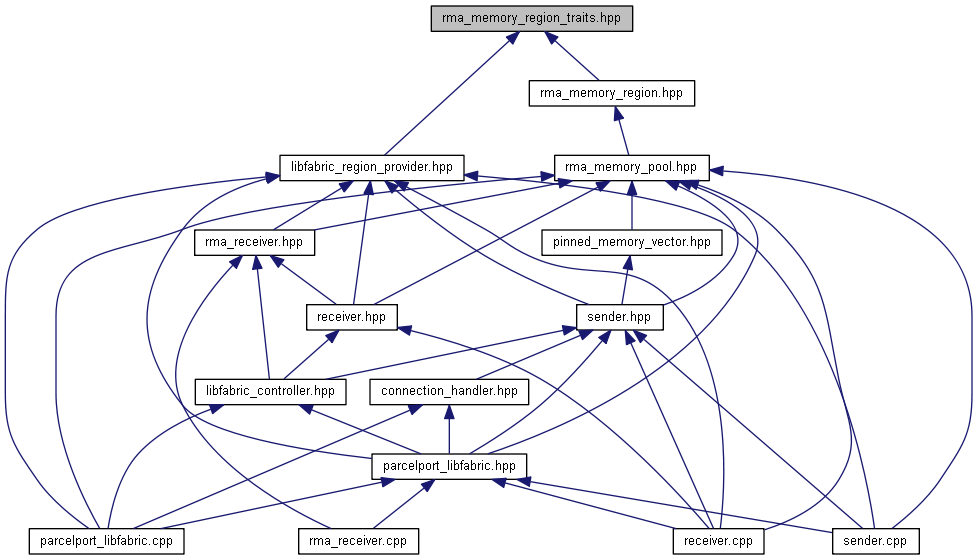 rma_memory_region_traits.hpp
rma_memory_region.hpp
libfabric_region_provider.hpp
rma_memory_pool.hpp
rma_receiver.hpp
pinned_memory_vector.hpp
receiver.hpp
sender.hpp
libfabric_controller.hpp
connection_handler.hpp
parcelport_libfabric.hpp
parcelport_libfabric.cpp
rma_receiver.cpp
receiver.cpp
sender.cpp